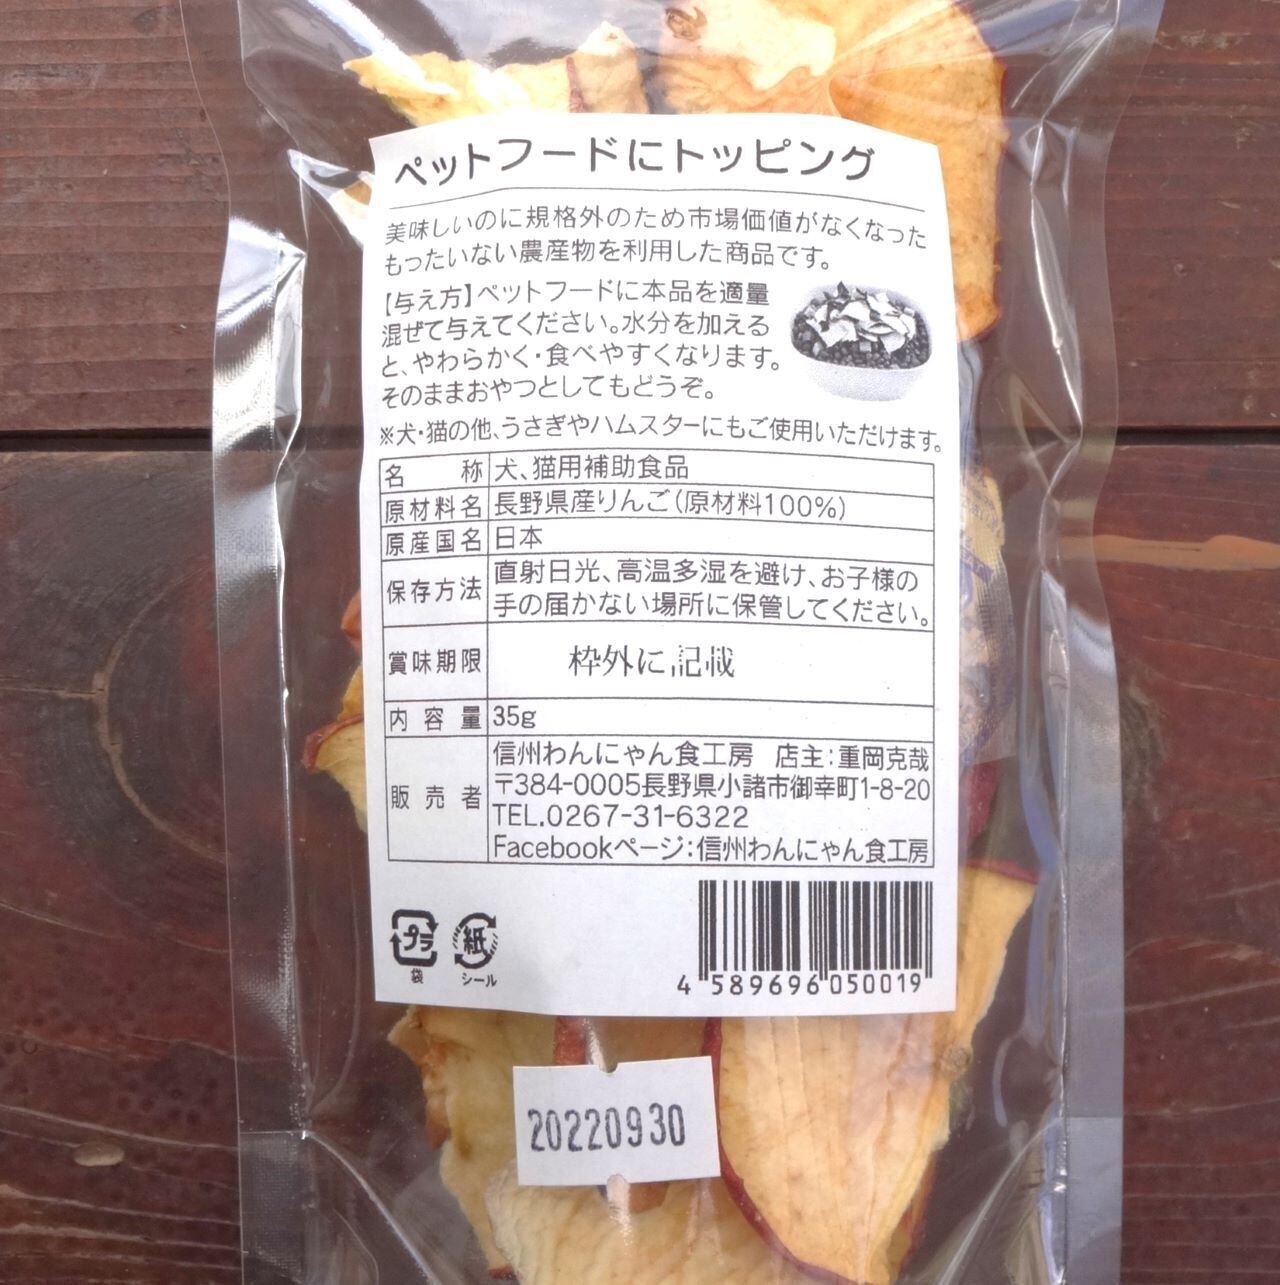 ペットフードにトッピング
美味しいのに規格外のため市場価値がなくなった
もったいない農産物を利用した商品です。
【与え方】ペットフードに本品を適量
混ぜて与えてください。水分を加える
と、やわらかく・食べやすくなります。
そのままおやつとしてもどうぞ。
※犬・猫の他、うさぎやハムスターにもご使用いただけます。
名称 犬、猫用補助食品
原材料名 長野県産りんご(原材料100%)
原産国名 日本
保存方法 直射日光、高温多湿を避け、お子様の
手の届かない場所に保管してください。
賞味期限 枠外に記載
内容量 35g
販売者 信州わんにゃん食工房 店主:重岡克哉
〒384-0005長野県小諸市御幸町1-8-20
TEL.0267-31-6322
Facebookページ:信州わんにゃん食工房
プラ 紙
袋 シール
4 589696 050019
20220930